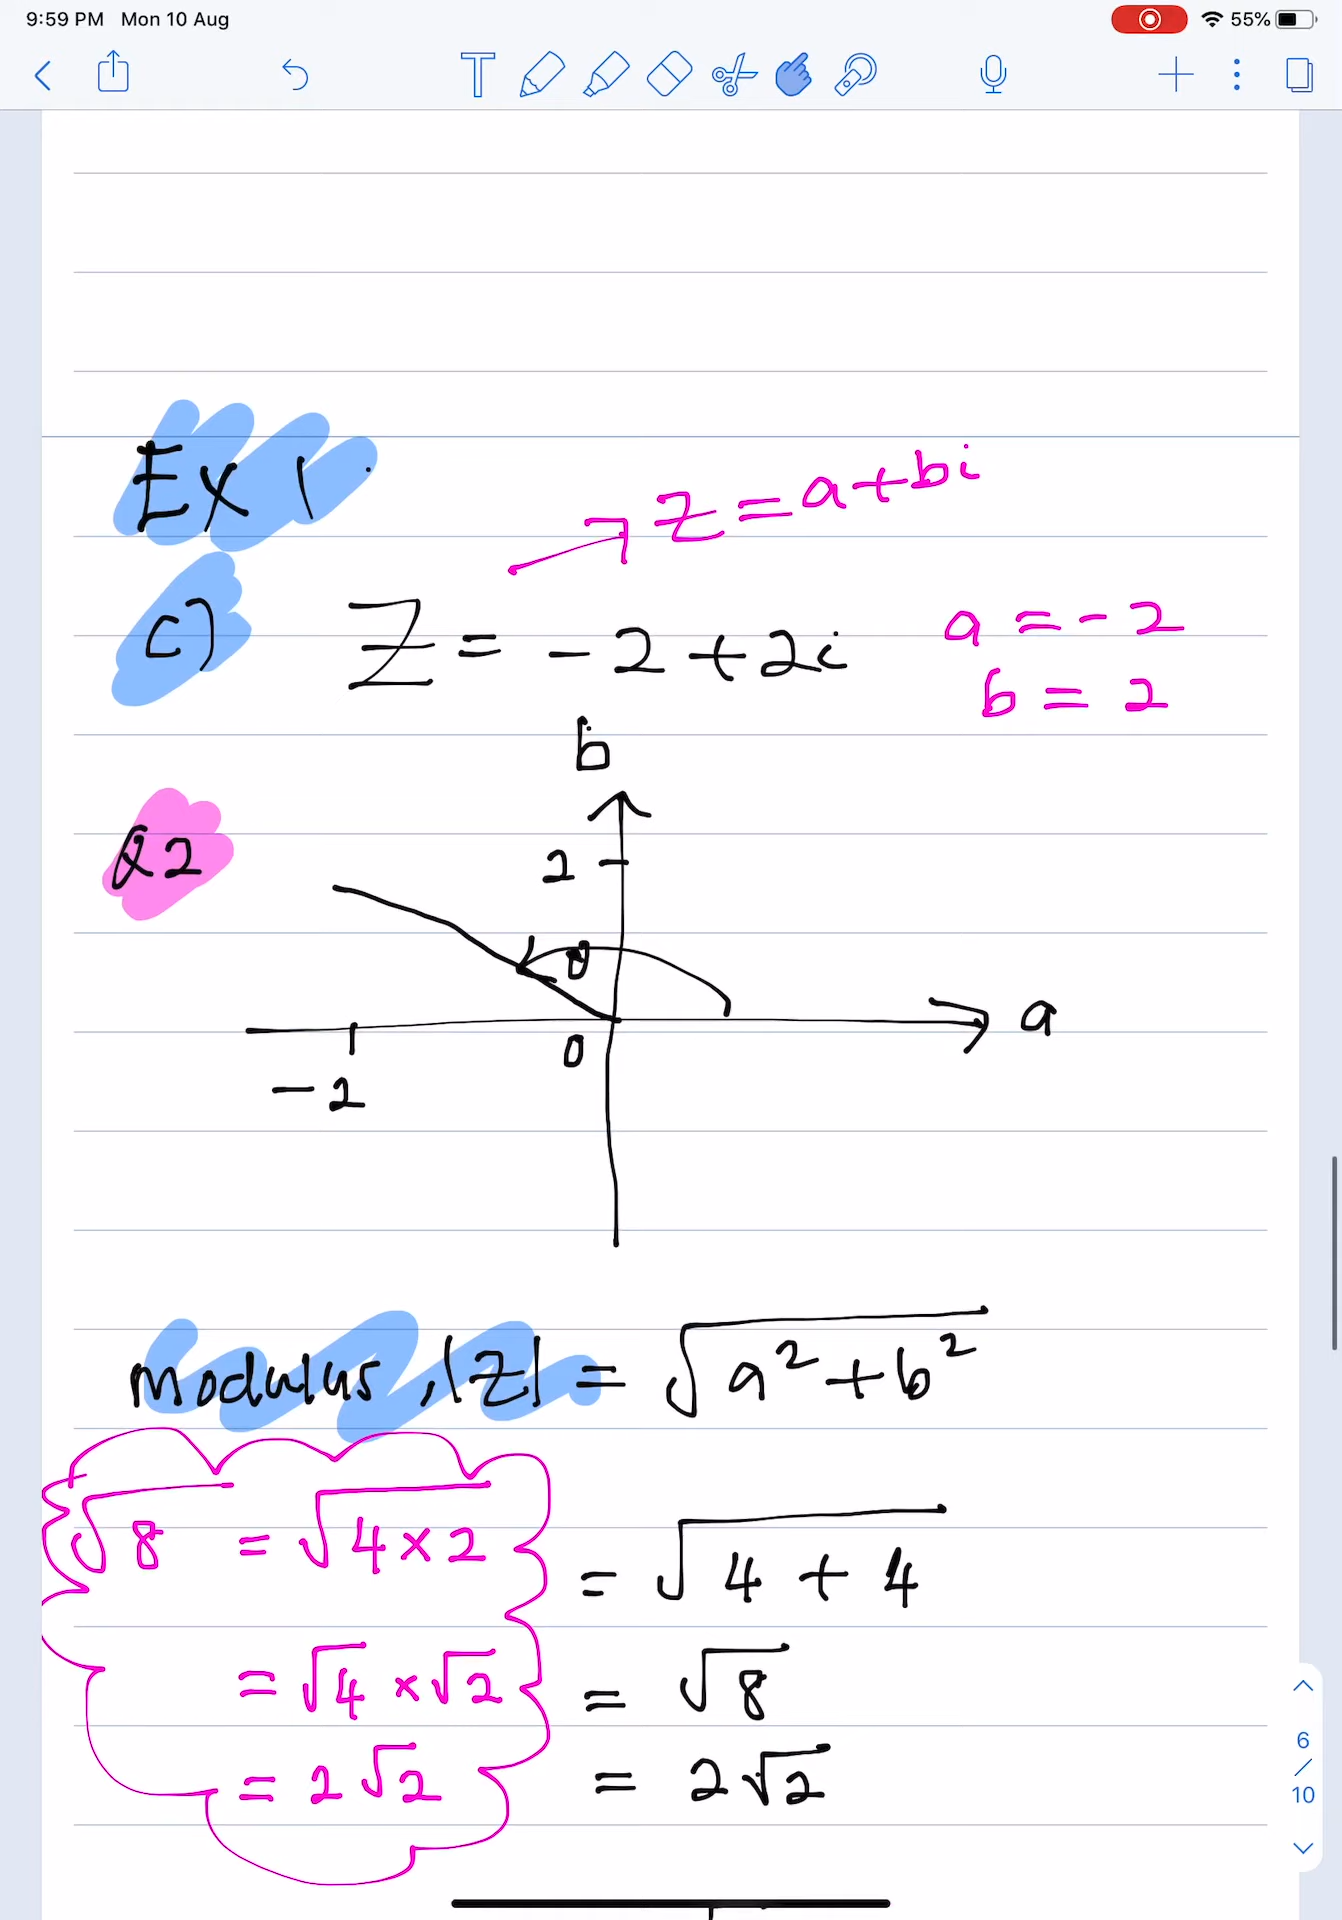 9:59 PM Mon 10 Aug
55%
T
Ex 1.
z = a+bi
c) Z = -2+2i
a = -2
b = 2
b
Q2
2
θ
a
0
-2
modulus, |z| = √a²+b²
√8 = √4×2
= √4+4
= √4 × √2
= √8
= 2√2
= 2√2
6
/
10